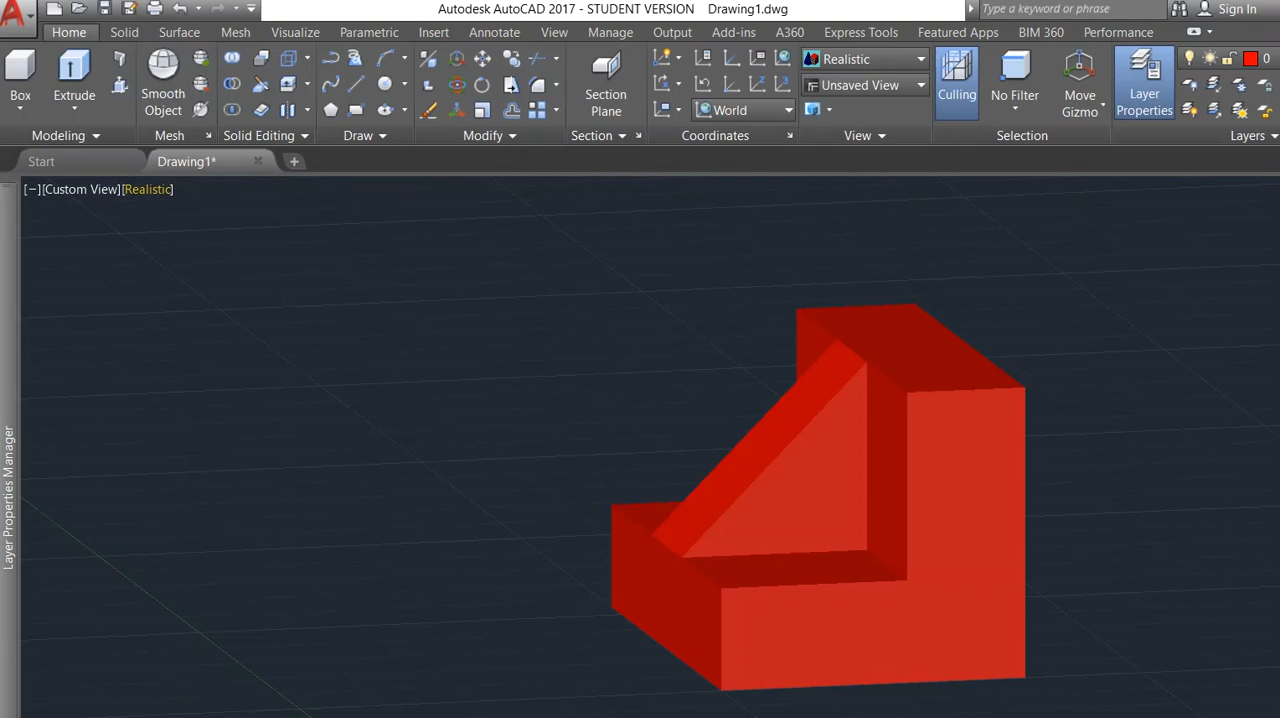 Autodesk AutoCAD 2017 - STUDENT VERSION Drawing1.dwg Type a keyword or phrase Sign In
Home Solid Surface Mesh Visualize Parametric Insert Annotate View Manage Output Add-ins A360 Express Tools Featured Apps BIM 360 Performance
Box Extrude Smooth Object Section Plane World Realistic Unsaved View Culling No Filter Move Gizmo Layer Properties 0
Modeling Mesh Solid Editing Draw Modify Section Coordinates View Selection Layers
Start Drawing1* +
[−][Custom View][Realistic]
Layer Properties Manager